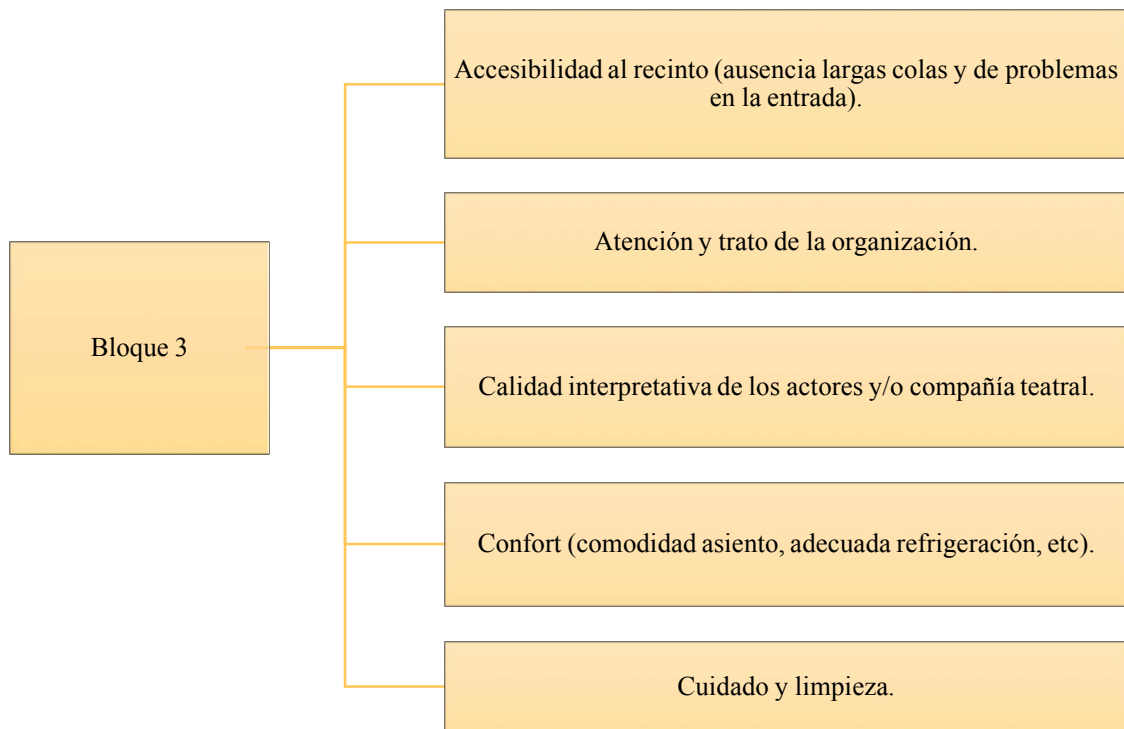 Accesibilidad al recinto (ausencia largas colas y de problemas
en la entrada).
Atención y trato de la organización.
Bloque 3
Calidad interpretativa de los actores y/o compañía teatral.
Confort (comodidad asiento, adecuada refrigeración, etc).
Cuidado y limpieza.